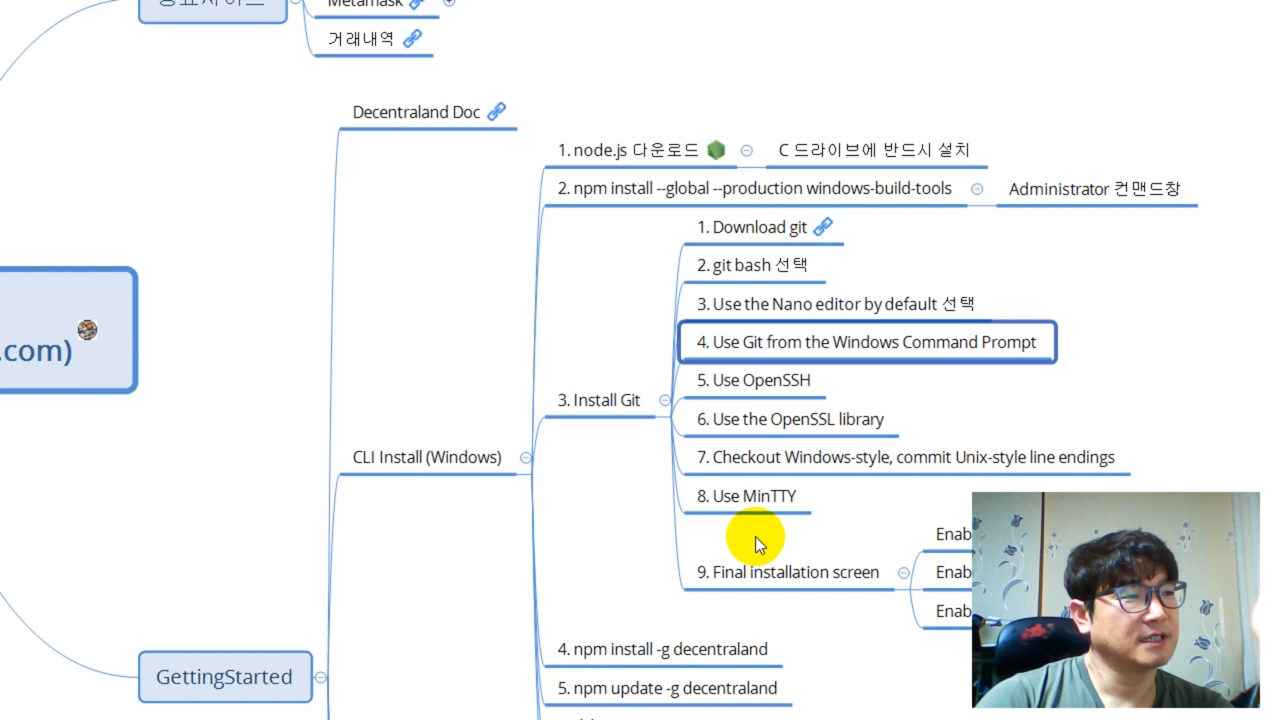 Metamask
거래내역
Decentraland Doc
1. node.js 다운로드
C 드라이브에 반드시 설치
2. npm install --global --production windows-build-tools
Administrator 컨맨드창
1. Download git
2. git bash 선택
3. Use the Nano editor by default 선택
.com)
4. Use Git from the Windows Command Prompt
5. Use OpenSSH
3. Install Git
6. Use the OpenSSL library
CLI Install (Windows)
7. Checkout Windows-style, commit Unix-style line endings
8. Use MinTTY
Enab
9. Final installation screen
Enab
Enab
4. npm install -g decentraland
GettingStarted
5. npm update -g decentraland